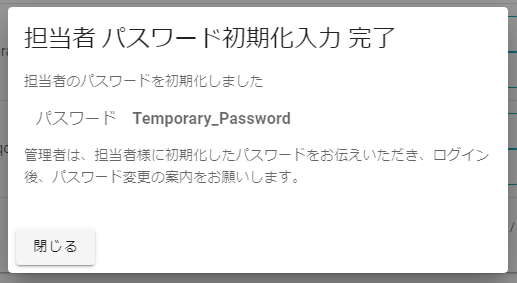 担当者 パスワード初期化入力 完了
担当者のパスワードを初期化しました
パスワード Temporary_Password
管理者は、担当者様に初期化したパスワードをお伝えいただき、ログイン
後、パスワード変更の案内をお願いします。
閉じる